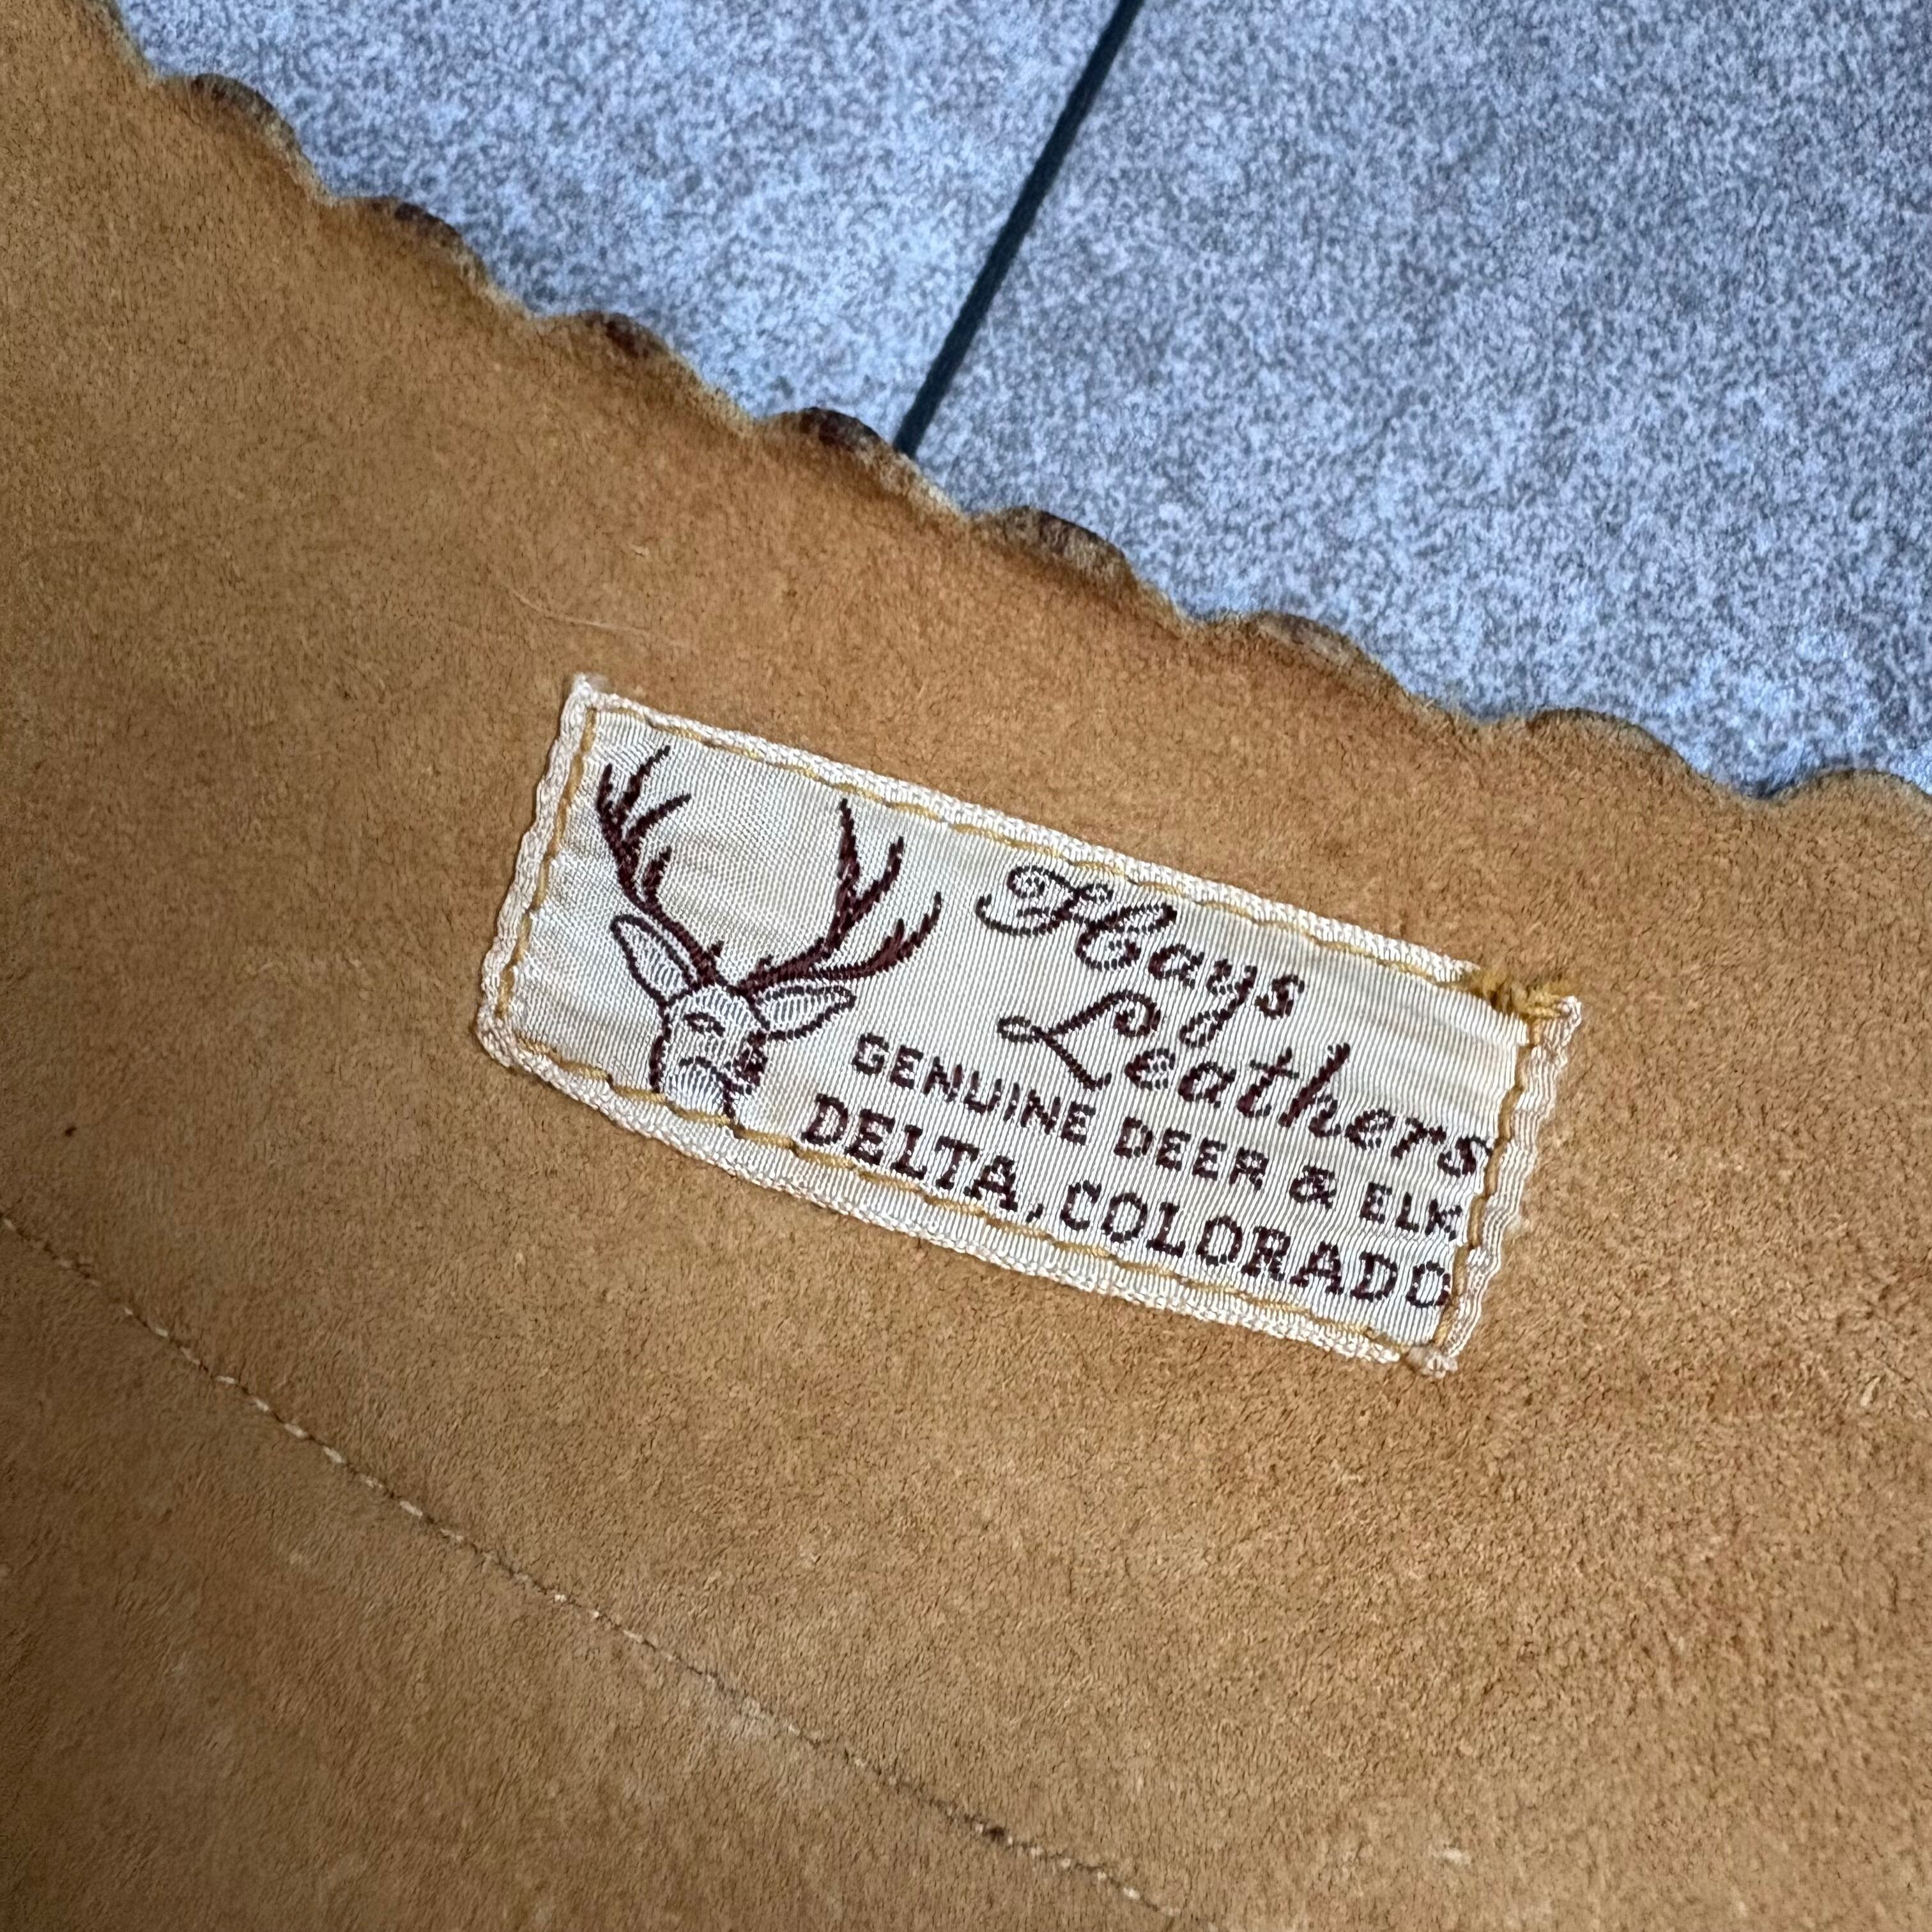 Hays
Leathers
GENUINE DEER & ELK
DELTA, COLORADO